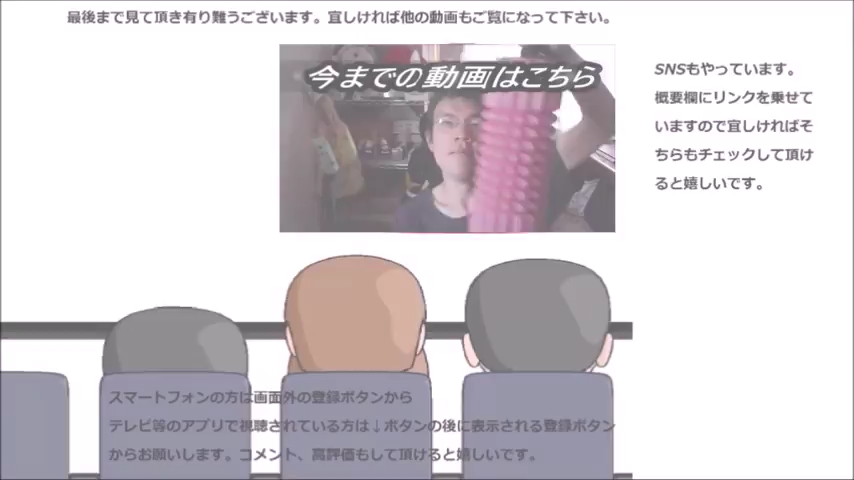 最後まで見て頂き有り難うございます。宜しければ他の動画もご覧になって下さい。
今までの動画はこちら
SNSもやっています。
概要欄にリンクを乗せて
いますので宜しければそ
ちらもチェックして頂け
ると嬉しいです。
スマートフォンの方は画面外の登録ボタンから
テレビ等のアプリで視聴されている方は↓ボタンの後に表示される登録ボタン
からお願いします。コメント、高評価もして頂けると嬉しいです。